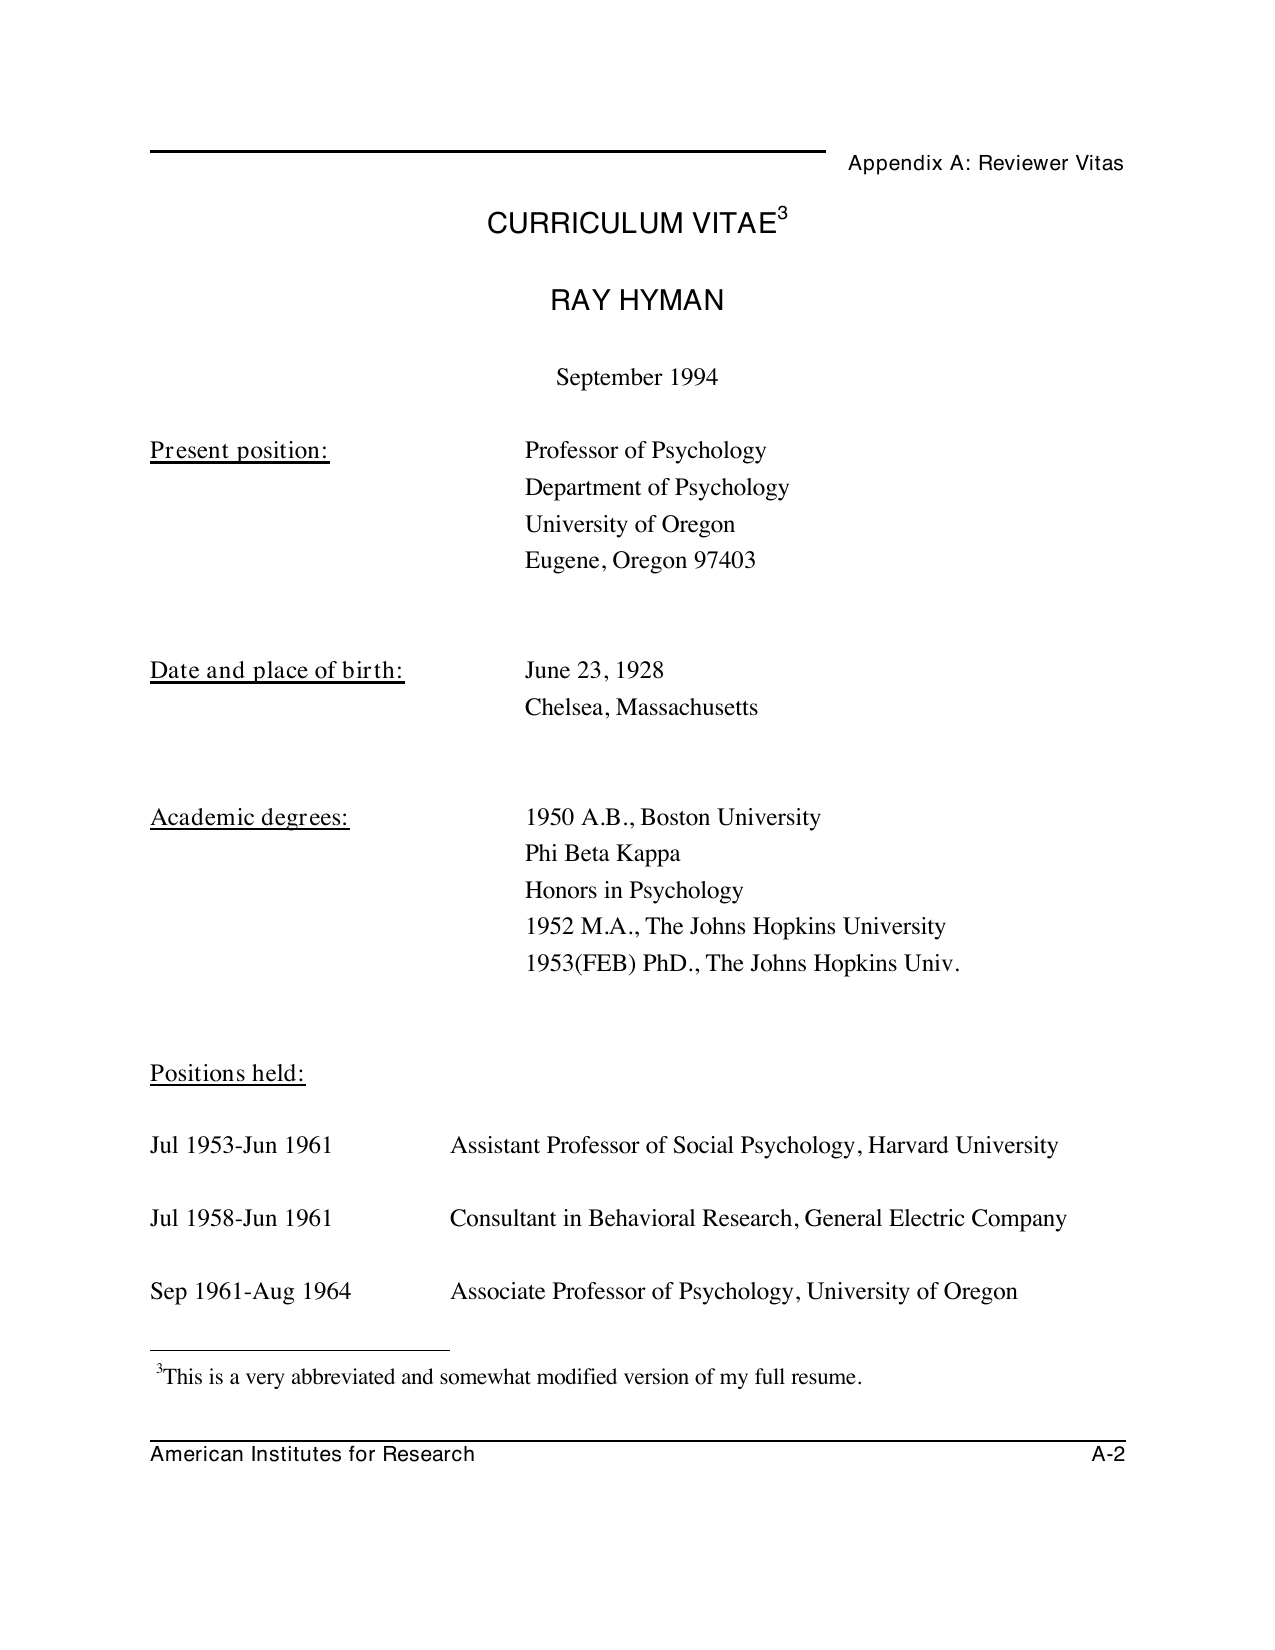 Appendix A: Reviewer Vitas
CURRICULUM VITAE3
RAY HYMAN
September 1994
Present position: Professor of Psychology
Department of Psychology
University of Oregon
Eugene, Oregon 97403
Date and place of birth: June 23, 1928
Chelsea, Massachusetts
Academic degrees: 1950 A.B., Boston University
Phi Beta Kappa
Honors in Psychology
1952 M.A., The Johns Hopkins University
1953(FEB) PhD., The Johns Hopkins Univ.
Positions held:
Jul 1953-Jun 1961 Assistant Professor of Social Psychology, Harvard University
Jul 1958-Jun 1961 Consultant in Behavioral Research, General Electric Company
Sep 1961-Aug 1964 Associate Professor of Psychology, University of Oregon
3This is a very abbreviated and somewhat modified version of my full resume.
American Institutes for Research A-2